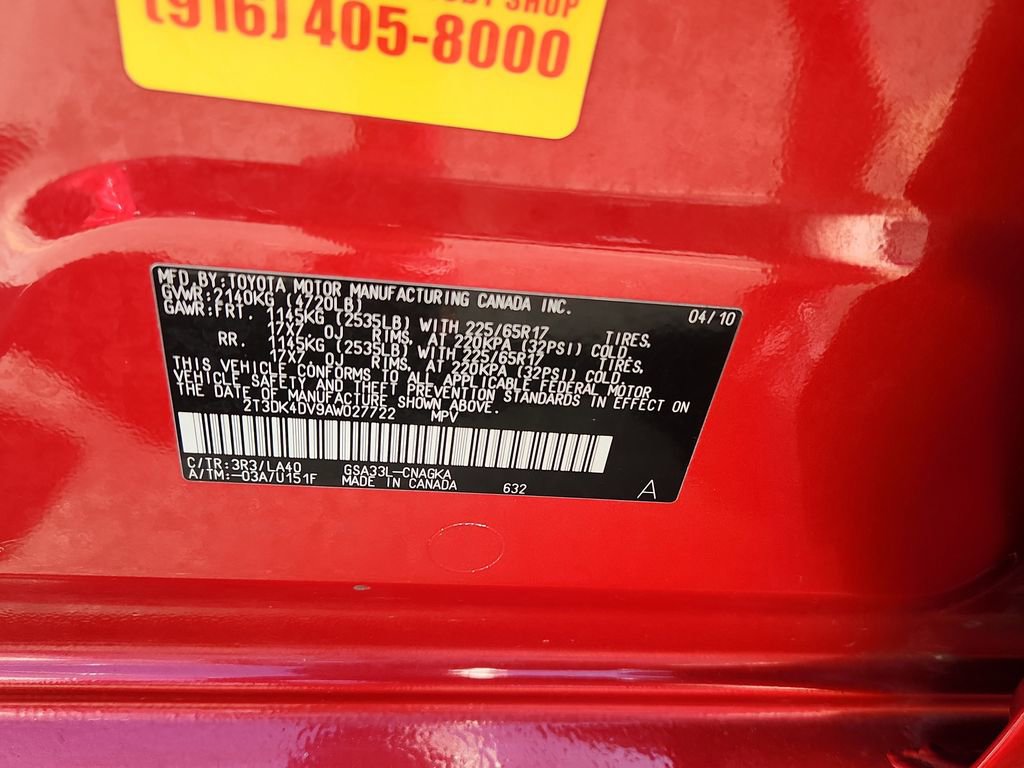 BODY SHOP
(916) 405-8000
MFD. BY: TOYOTA MOTOR MANUFACTURING CANADA INC.
GVWR: 2140KG (4720LB) 04/10
GAWR: FRT. 1145KG (2535LB) WITH 225/65R17 TIRES,
17X7.0J RIMS, AT 220KPA (32PSI) COLD.
RR. 1145KG (2535LB) WITH 225/65R17 TIRES,
17X7.0J RIMS, AT 220KPA (32PSI) COLD.
THIS VEHICLE CONFORMS TO ALL APPLICABLE FEDERAL MOTOR
VEHICLE SAFETY AND THEFT PREVENTION STANDARDS IN EFFECT ON
THE DATE OF MANUFACTURE SHOWN ABOVE.
2T3DK4DV9AW027722 MPV
C/TR: 3R3/LA40 GSA33L-CNAGKA
A/TM:-03A/U151F MADE IN CANADA 632 A